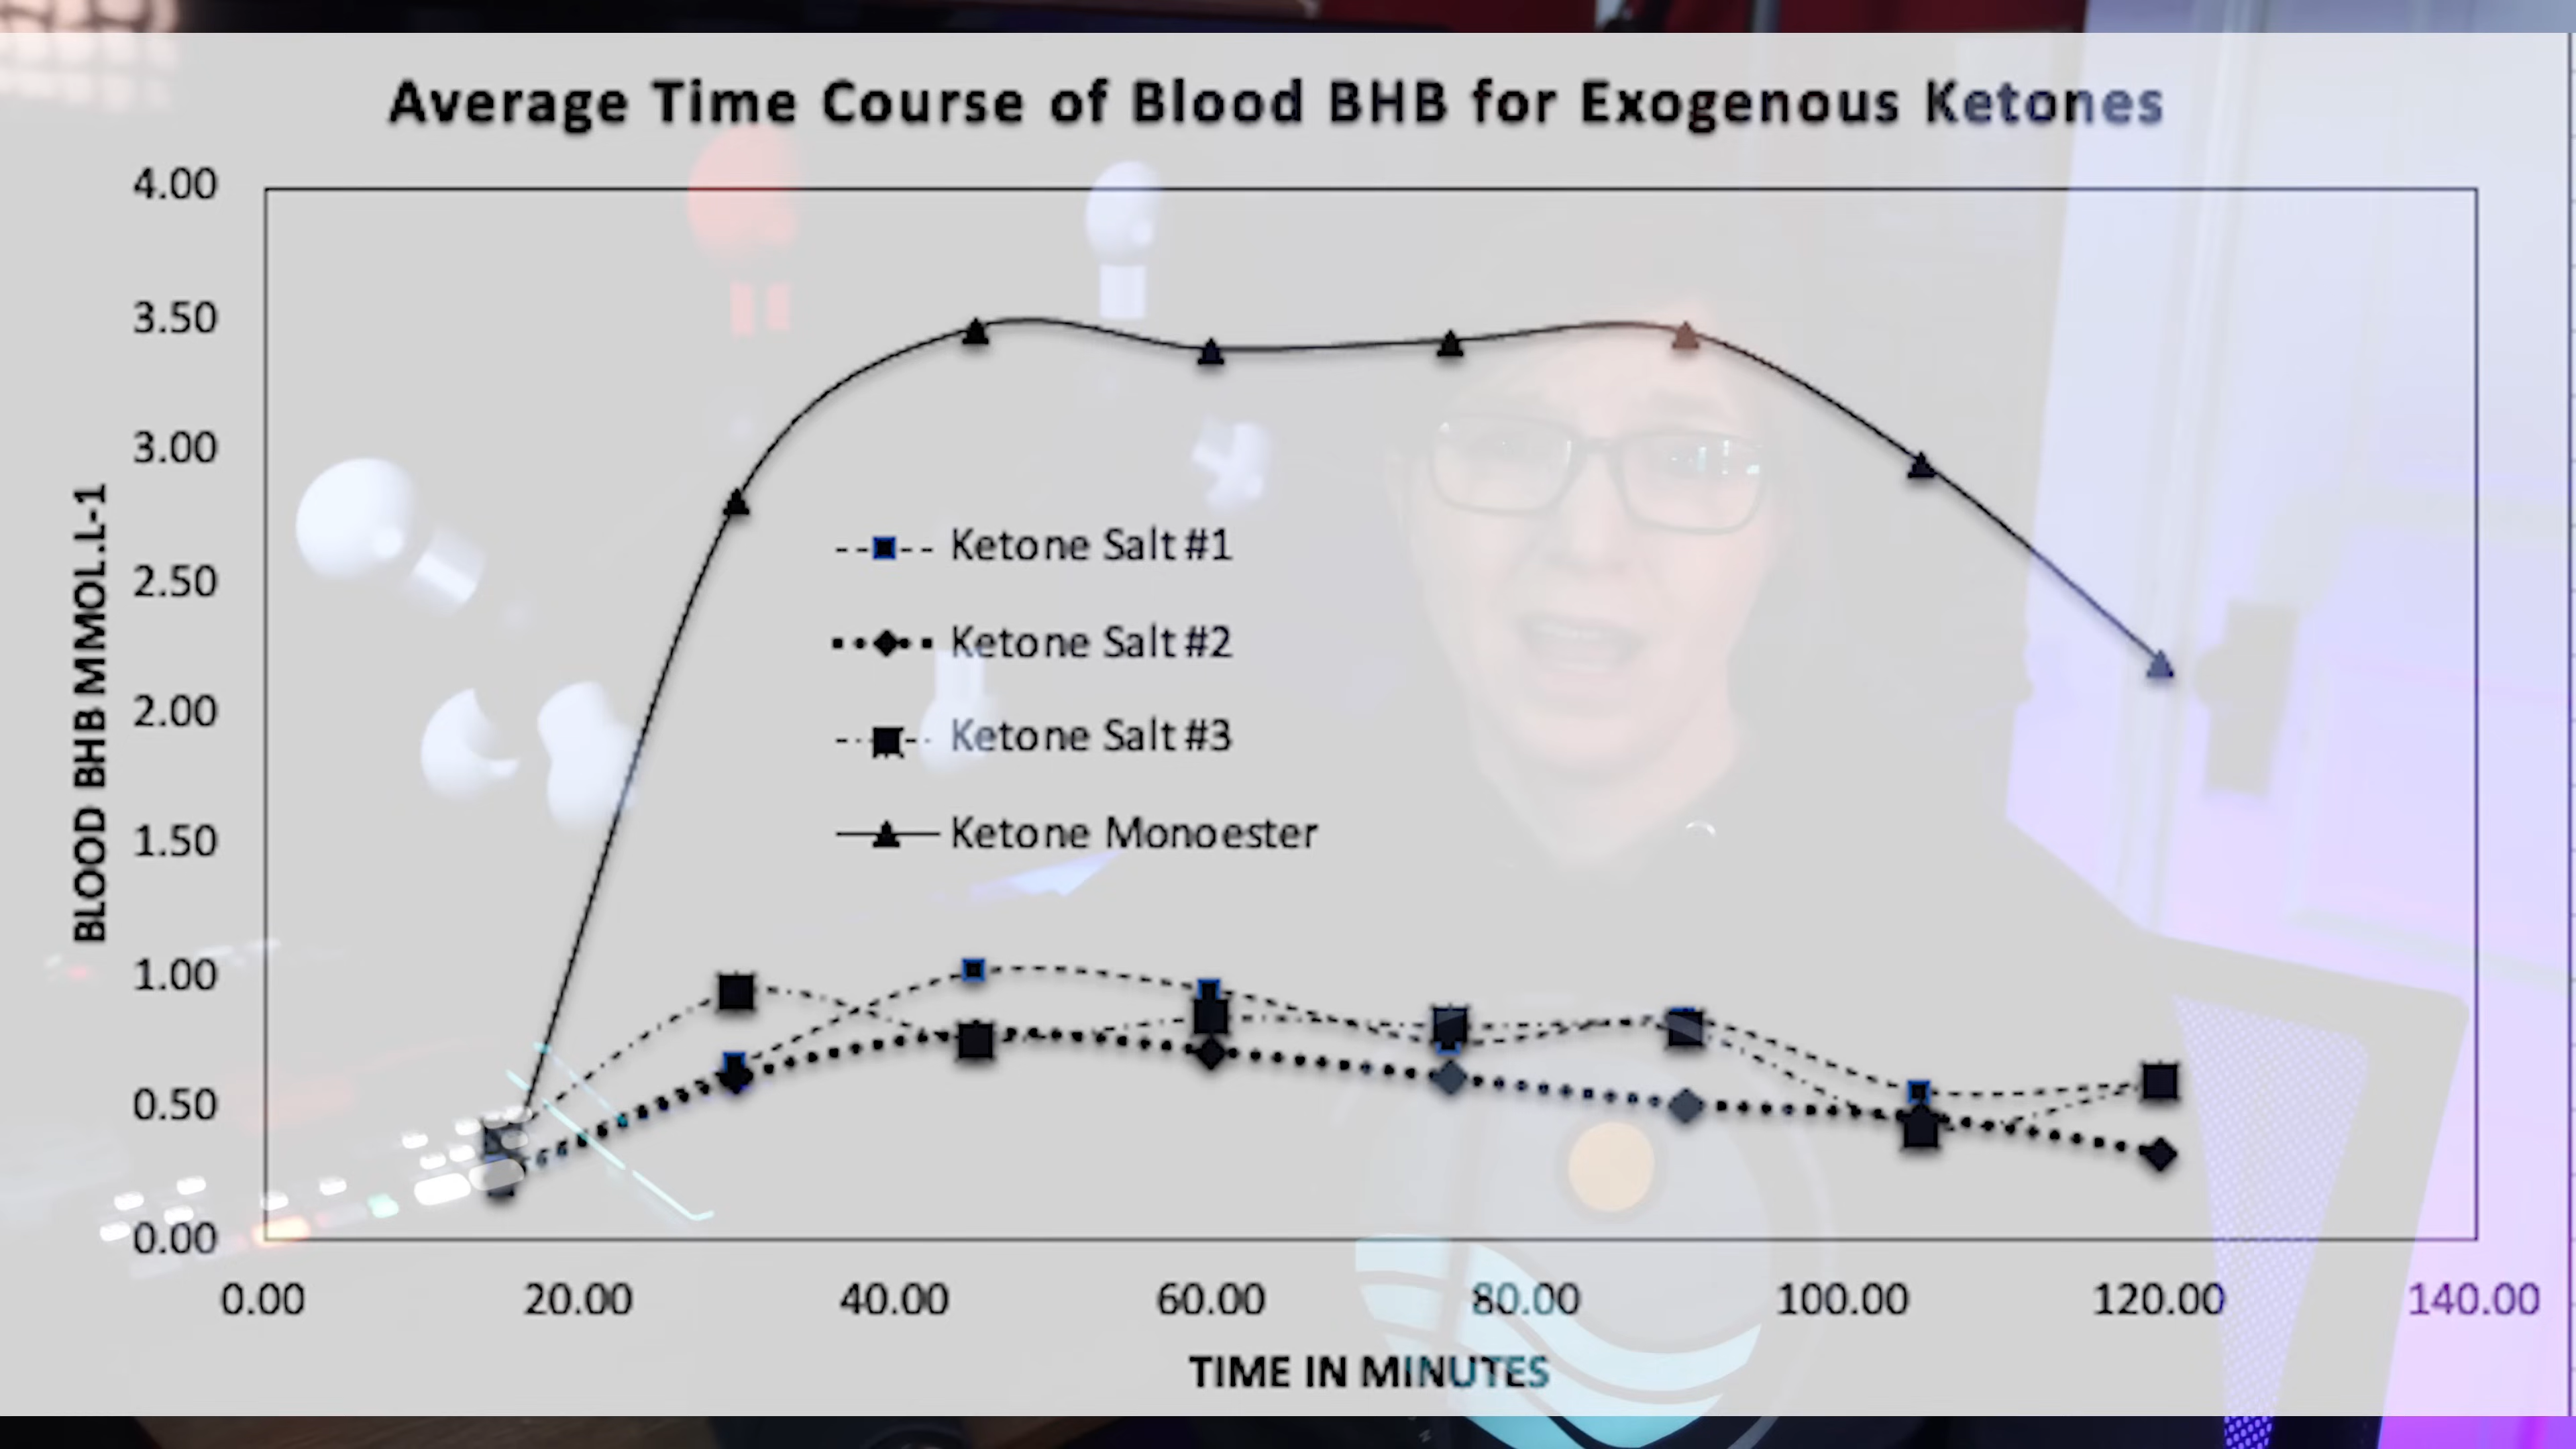 Average Time Course of Blood BHB for Exogenous Ketones
4.00
3.50
3.00
2.50
2.00
1.50
1.00
0.50
0.00
BLOOD BHB MMOL.L-1
Ketone Salt #1
Ketone Salt #2
Ketone Salt #3
Ketone Monoester
0.00 20.00 40.00 60.00 80.00 100.00 120.00 140.00
TIME IN MINUTES